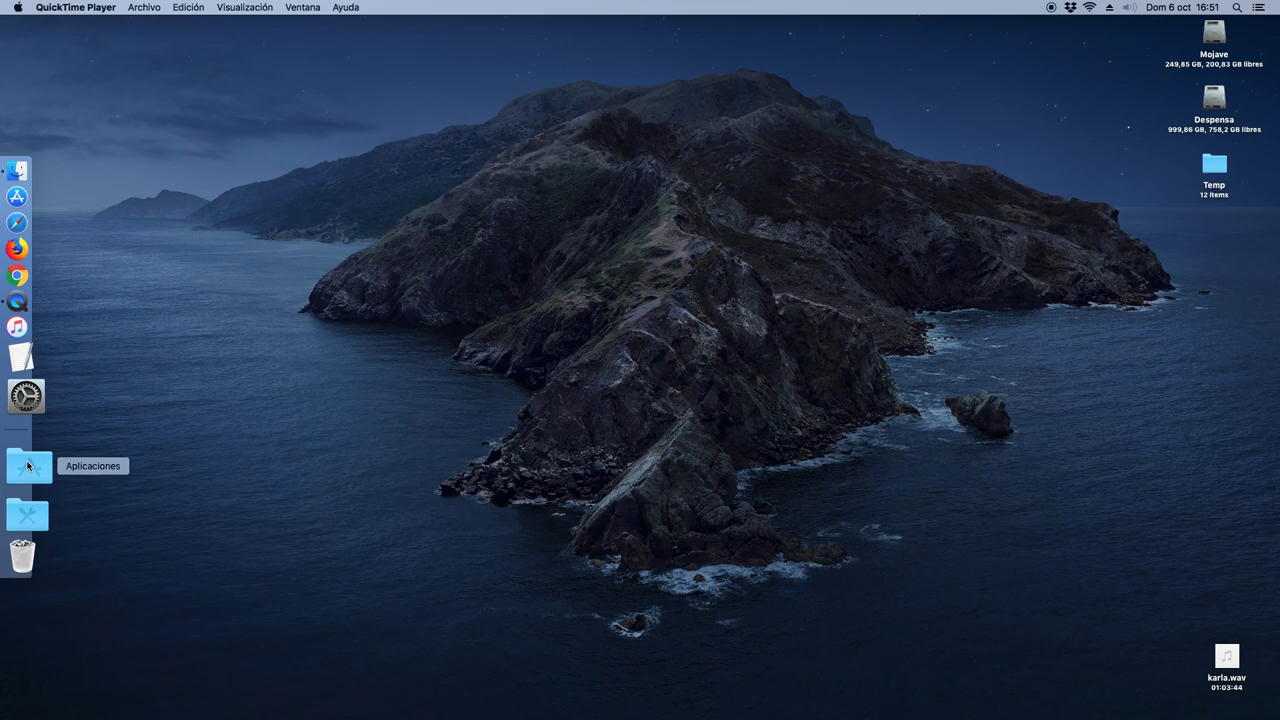 QuickTime Player Archivo Edición Visualización Ventana Ayuda Dom 6 oct 16:51
Mojave
249,85 GB, 200,83 GB libres
Despensa
999,86 GB, 758,2 GB libres
Temp
12 ítems
Aplicaciones
karla.wav
01:03:44